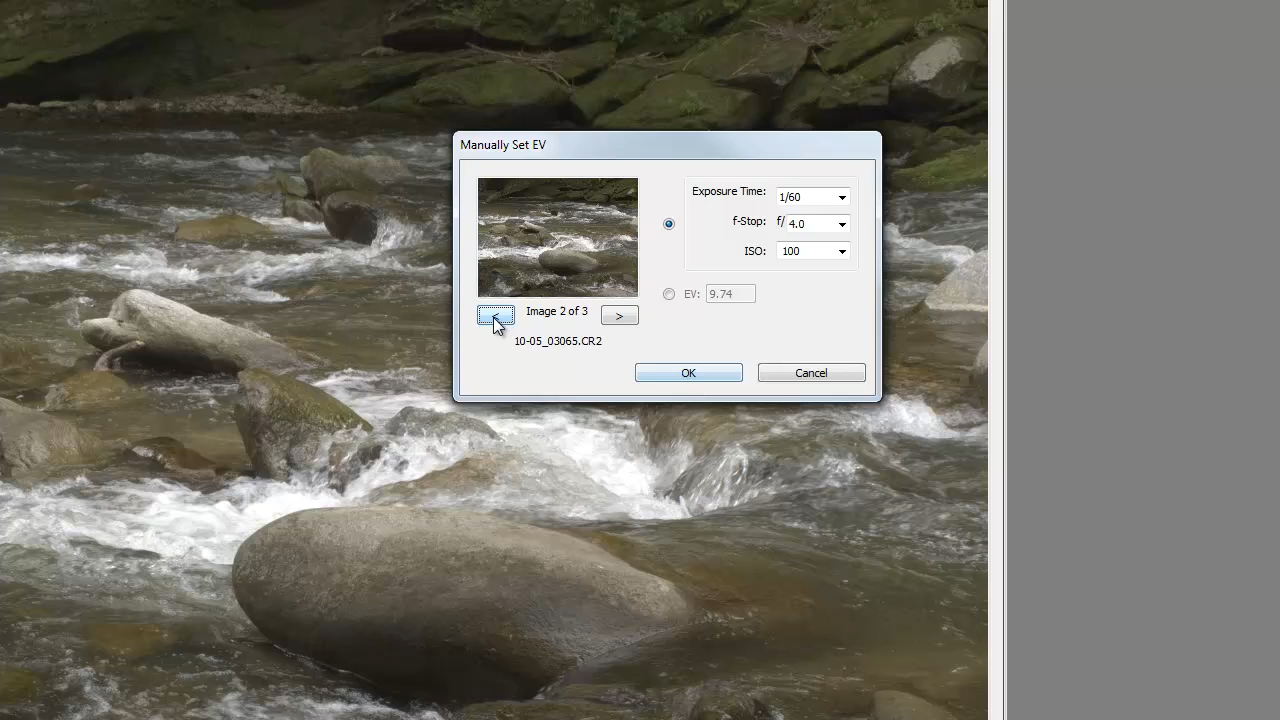 Manually Set EV
Exposure Time: 1/60
f-Stop: f/ 4.0
ISO: 100
EV: 9.74
< Image 2 of 3 >
10-05_03065.CR2
OK Cancel